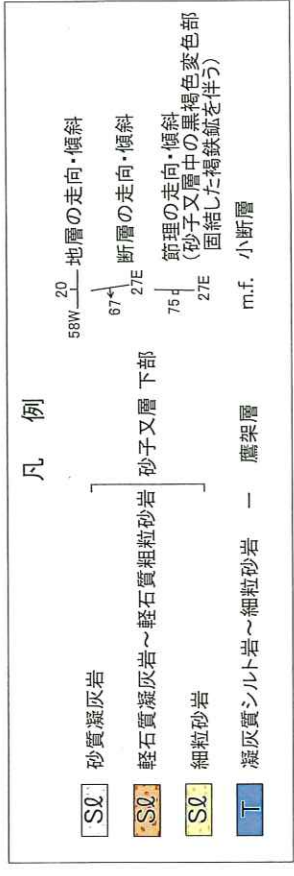 凡 例
Sℓ 砂質凝灰岩
Sℓ 軽石質凝灰岩～軽石質粗粒砂岩
Sℓ 細粒砂岩
砂子又層 下部
T 凝灰質シルト岩～細粒砂岩 — 鷹架層
58W 20 地層の走向・傾斜
67 27E 断層の走向・傾斜
75 27E 節理の走向・傾斜
(砂子又層中の黒褐色変色部
固結した褐鉄鉱を伴う)
m.f. 小断層